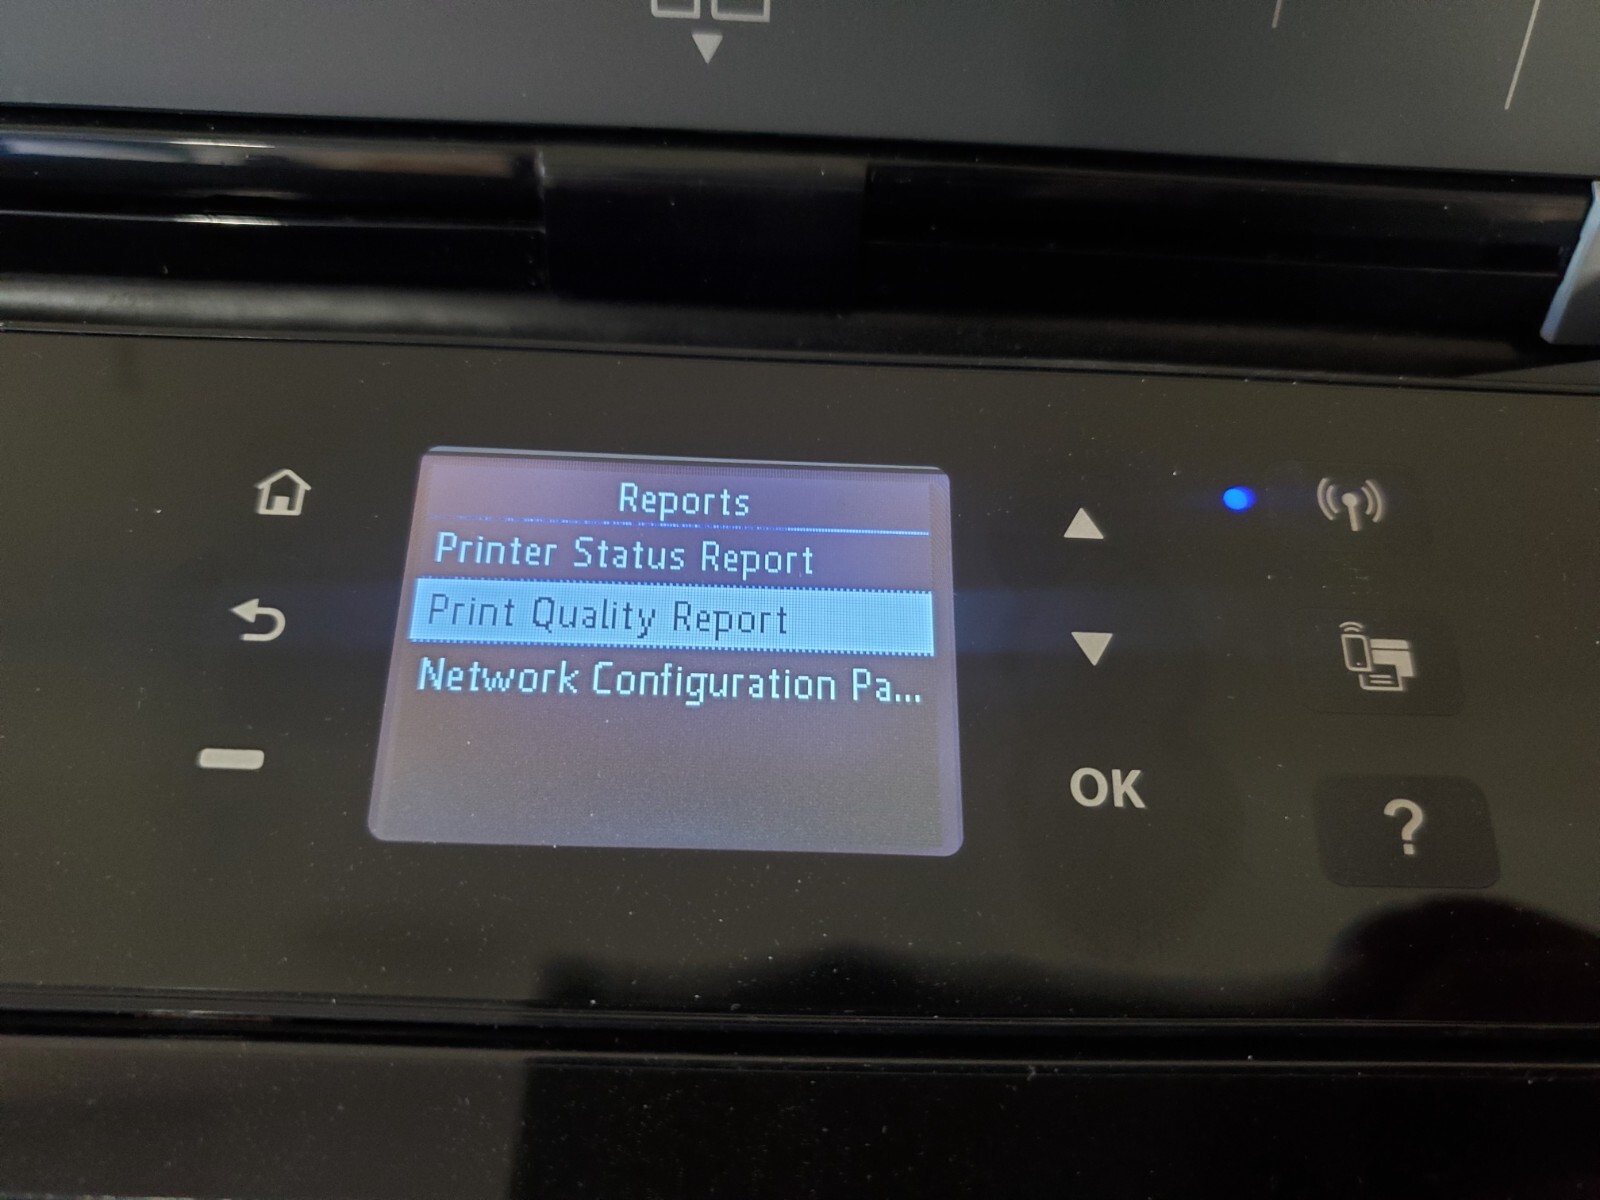 Reports
Printer Status Report
Print Quality Report
Network Configuration Pa...
OK
?